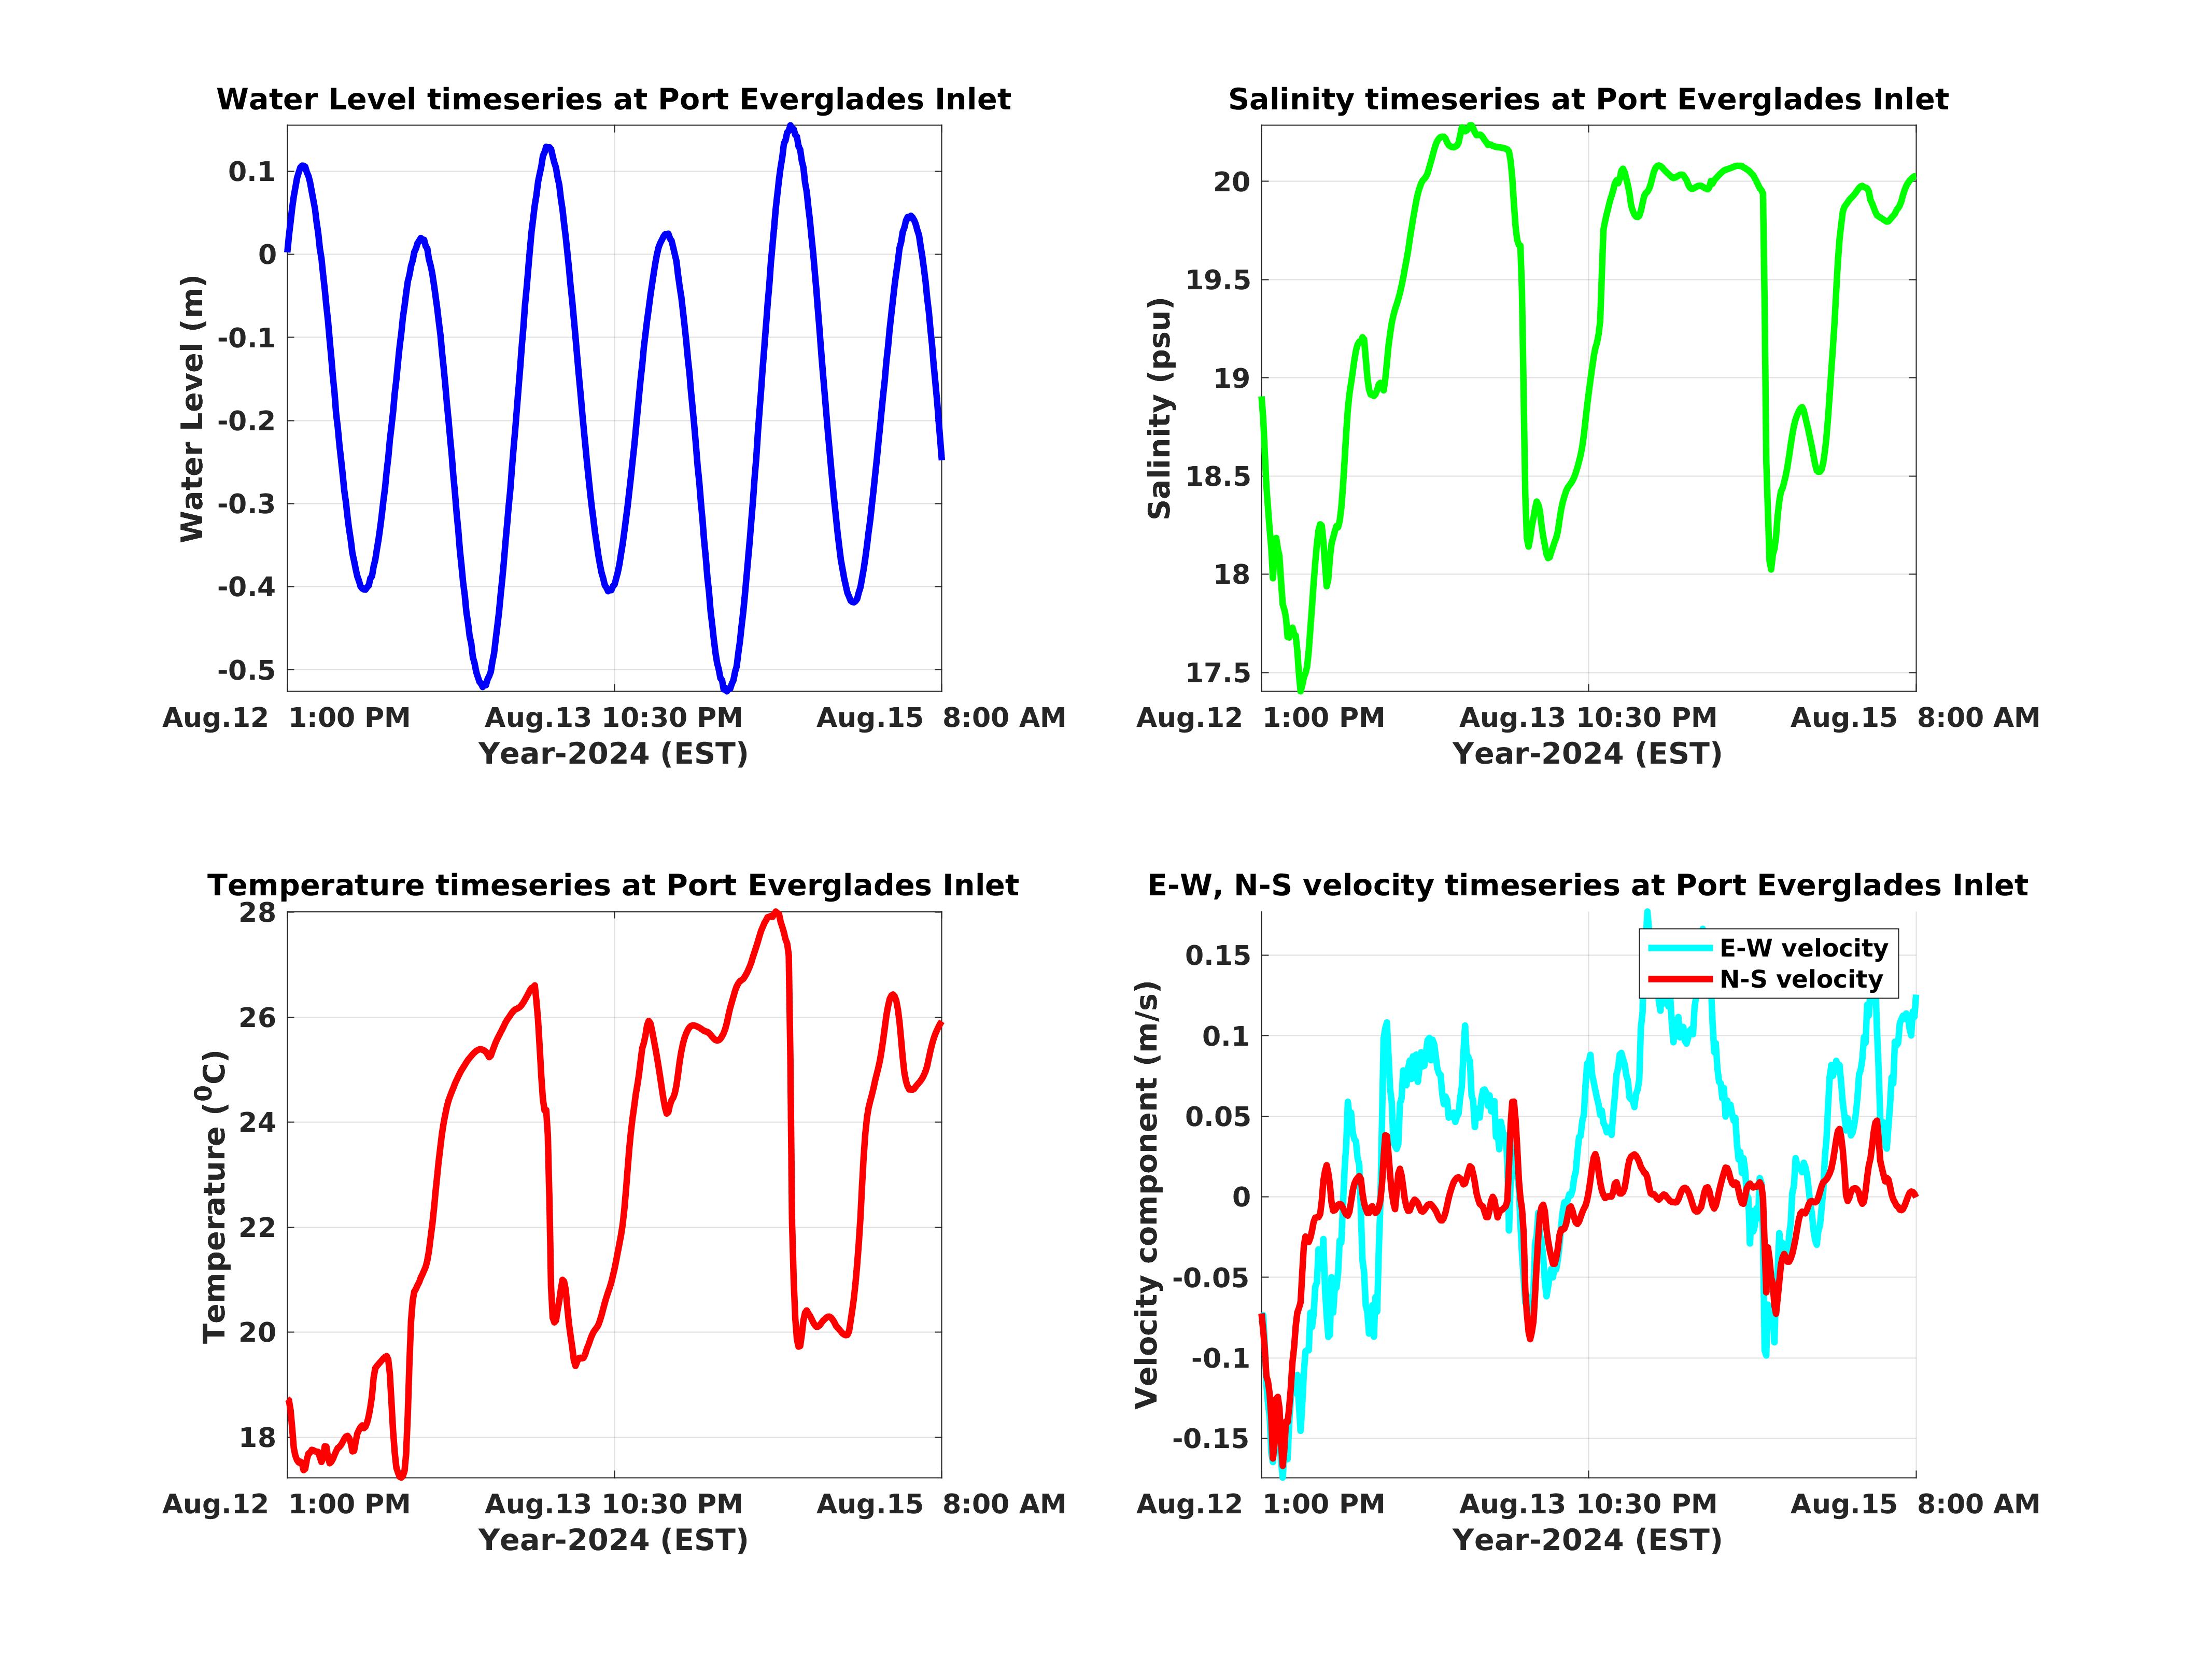 Water Level timeseries at Port Everglades Inlet
Water Level (m)
0.1
0
-0.1
-0.2
-0.3
-0.4
-0.5
Aug.12 1:00 PM
Aug.13 10:30 PM
Aug.15 8:00 AM
Year-2024 (EST)
Salinity timeseries at Port Everglades Inlet
Salinity (psu)
20
19.5
19
18.5
18
17.5
Aug.12 1:00 PM
Aug.13 10:30 PM
Aug.15 8:00 AM
Year-2024 (EST)
Temperature timeseries at Port Everglades Inlet
Temperature (⁰C)
28
26
24
22
20
18
Aug.12 1:00 PM
Aug.13 10:30 PM
Aug.15 8:00 AM
Year-2024 (EST)
E-W, N-S velocity timeseries at Port Everglades Inlet
Velocity component (m/s)
0.15
0.1
0.05
0
-0.05
-0.1
-0.15
E-W velocity
N-S velocity
Aug.12 1:00 PM
Aug.13 10:30 PM
Aug.15 8:00 AM
Year-2024 (EST)